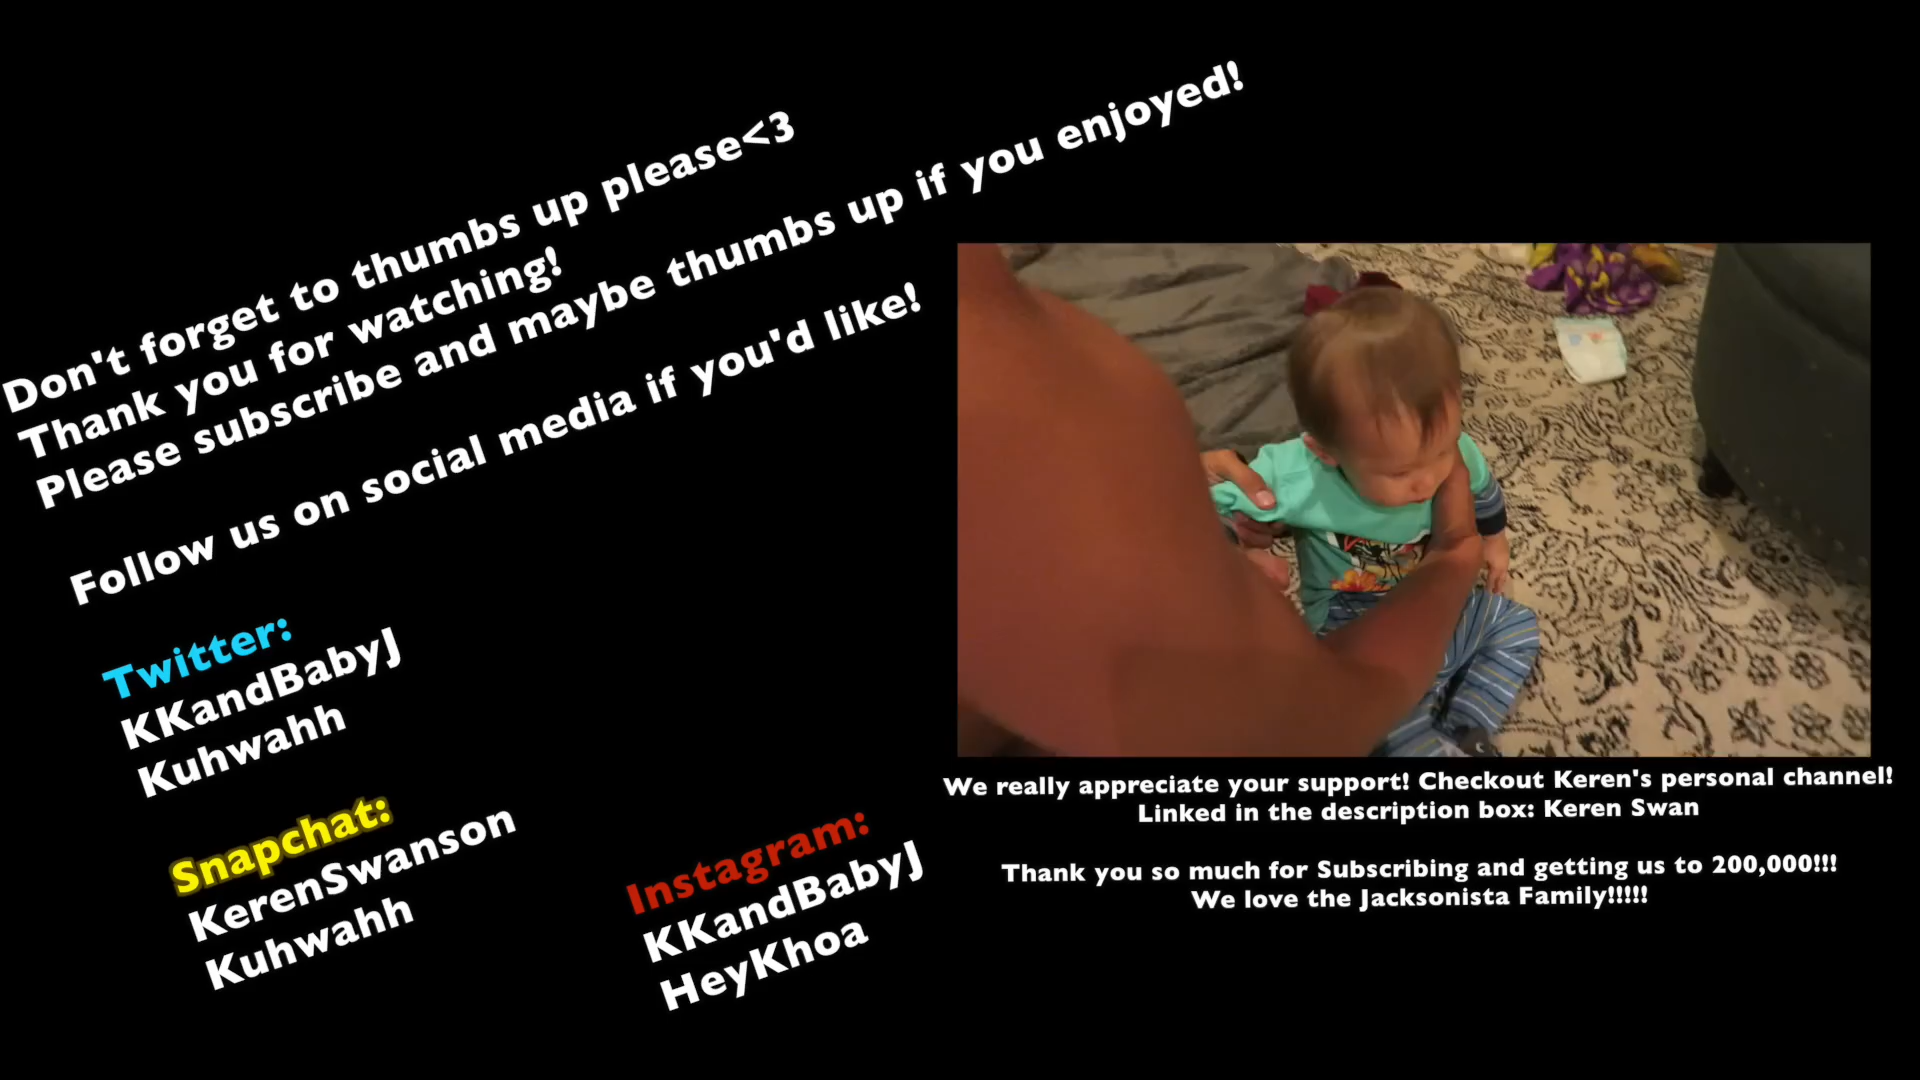 Don't forget to thumbs up please<3
Thank you for watching!
Please subscribe and maybe thumbs up if you enjoyed!
Follow us on social media if you'd like!
Twitter:
KKandBabyJ
Kuhwahh
Snapchat:
KerenSwanson
Kuhwahh
Instagram:
KKandBabyJ
HeyKhoa
We really appreciate your support! Checkout Keren's personal channel!
Linked in the description box: Keren Swan
Thank you so much for Subscribing and getting us to 200,000!!!
We love the Jacksonista Family!!!!!